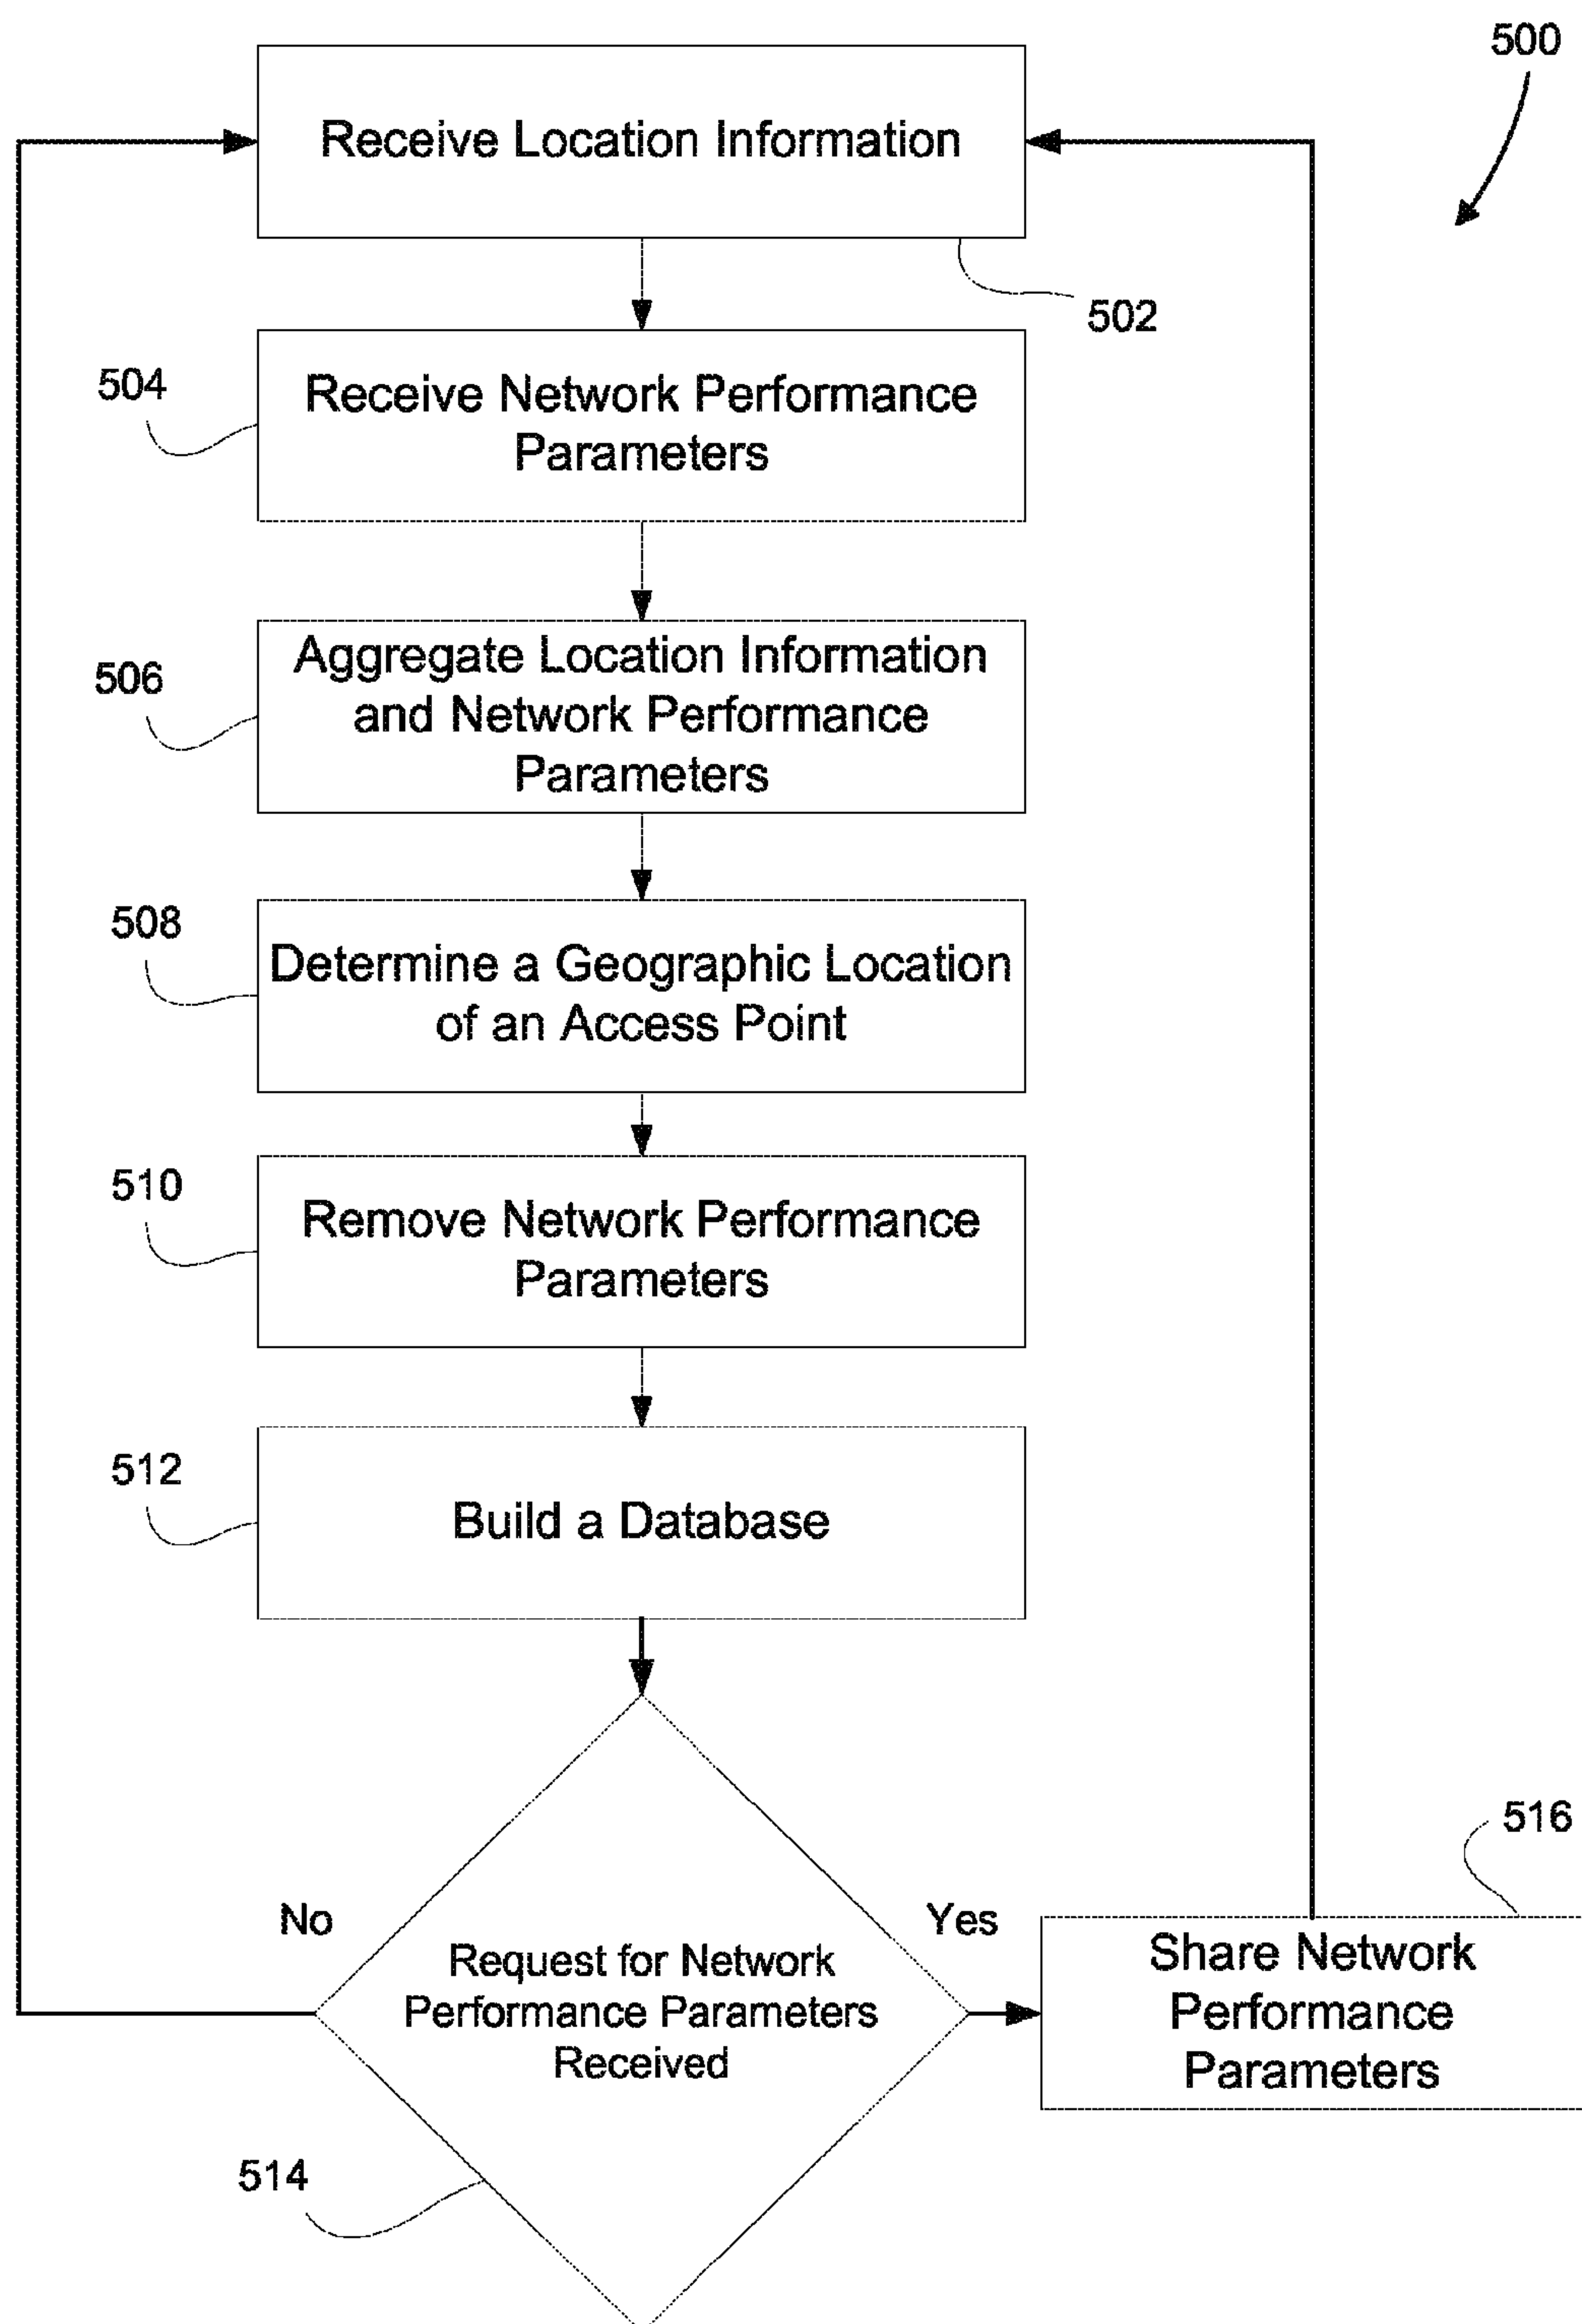 500
Receive Location Information
502
504
Receive Network Performance
Parameters
506
Aggregate Location Information
and Network Performance
Parameters
508
Determine a Geographic Location
of an Access Point
510
Remove Network Performance
Parameters
512
Build a Database
516
No
Yes
Request for Network
Performance Parameters
Received
Share Network
Performance
Parameters
514